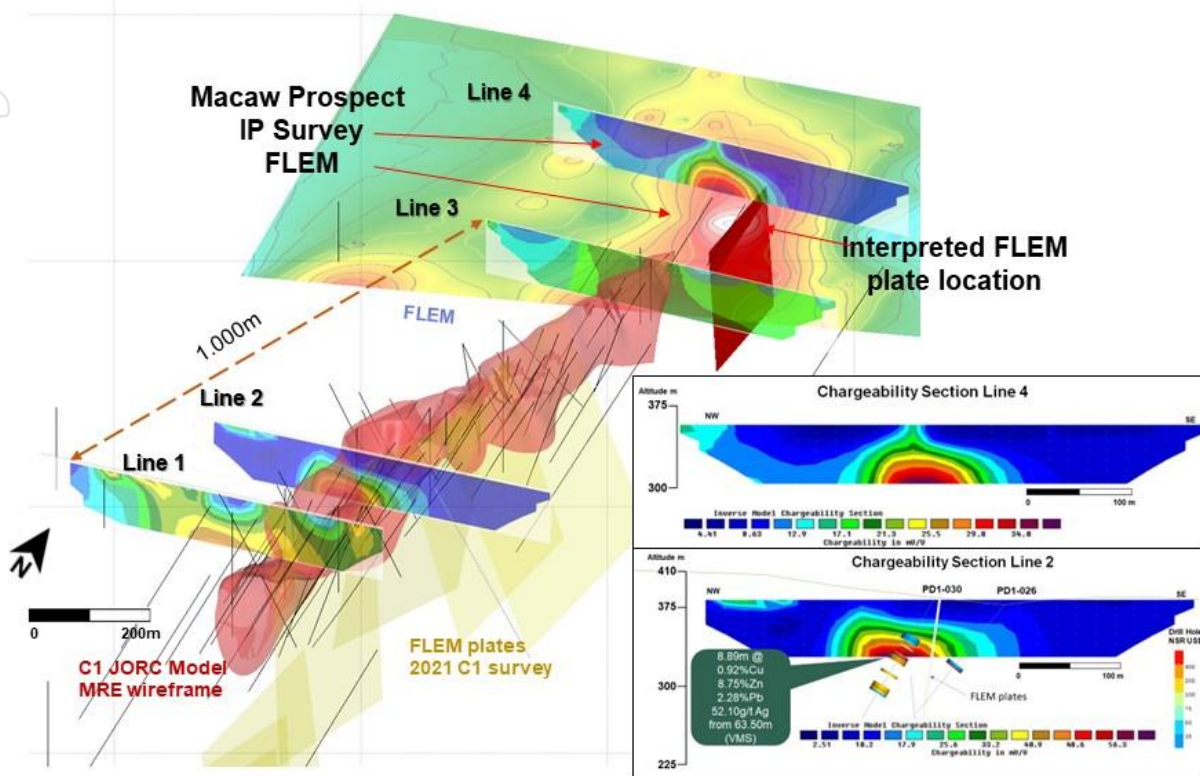 Macaw Prospect
IP Survey
FLEM
Line 4
Line 3
Interpreted FLEM
plate location
FLEM
1.000m
Line 2
Line 1
N
0 200m
C1 JORC Model
MRE wireframe
FLEM plates
2021 C1 survey
Chargeability Section Line 4
Altitude m
375
NW
SE
300
0 100 m
Inverse Model Chargeability Section
4.41 8.63 12.9 17.1 21.3 25.5 29.8 34.0
Chargeability in mV/V
Chargeability Section Line 2
Altitude m
410
NW
PD1-030
PD1-026
SE
375
Drill Hole
NSR US$
8.89m @
0.92%Cu
8.75%Zn
2.28%Pb
52.10g/t Ag
from 63.50m
(VMS)
300
0 100 m
FLEM plates
Inverse Model Chargeability Section
2.51 10.2 17.9 25.6 33.2 40.9 48.6 56.3
Chargeability in mV/V
225